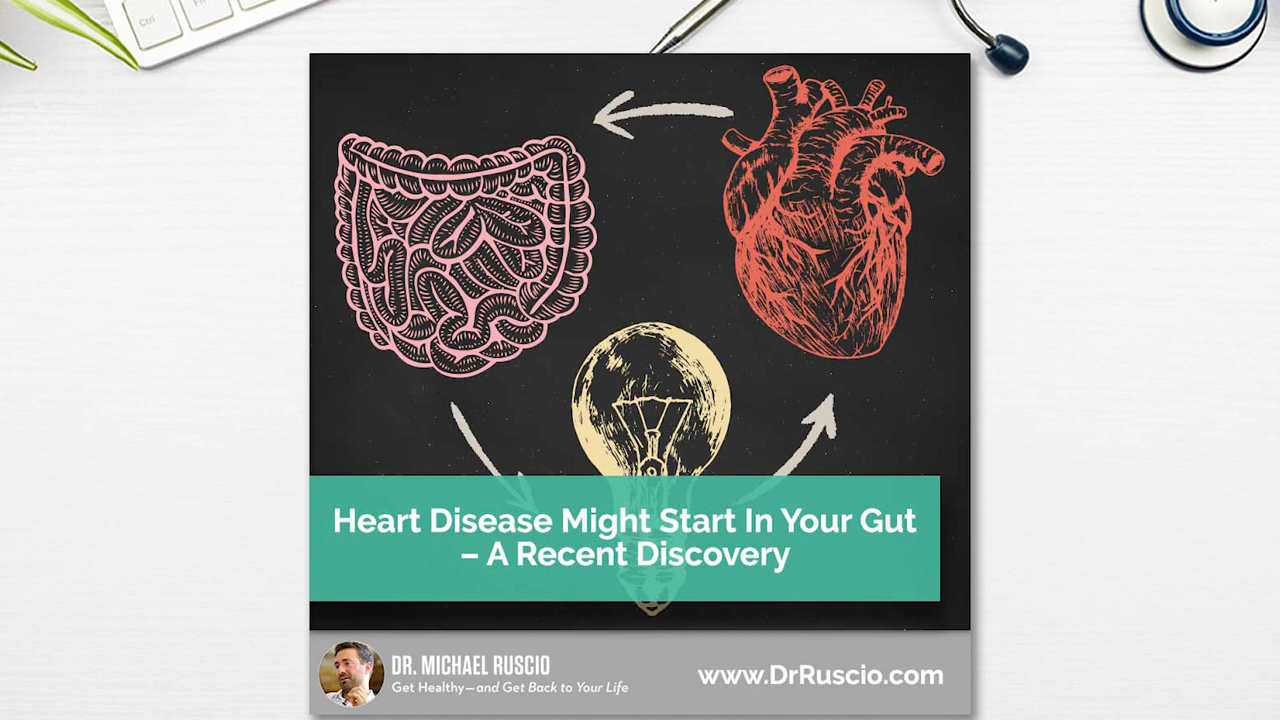 Ctrl
Heart Disease Might Start In Your Gut
– A Recent Discovery
DR. MICHAEL RUSCIO
Get Healthy—and Get Back to Your Life
www.DrRuscio.com